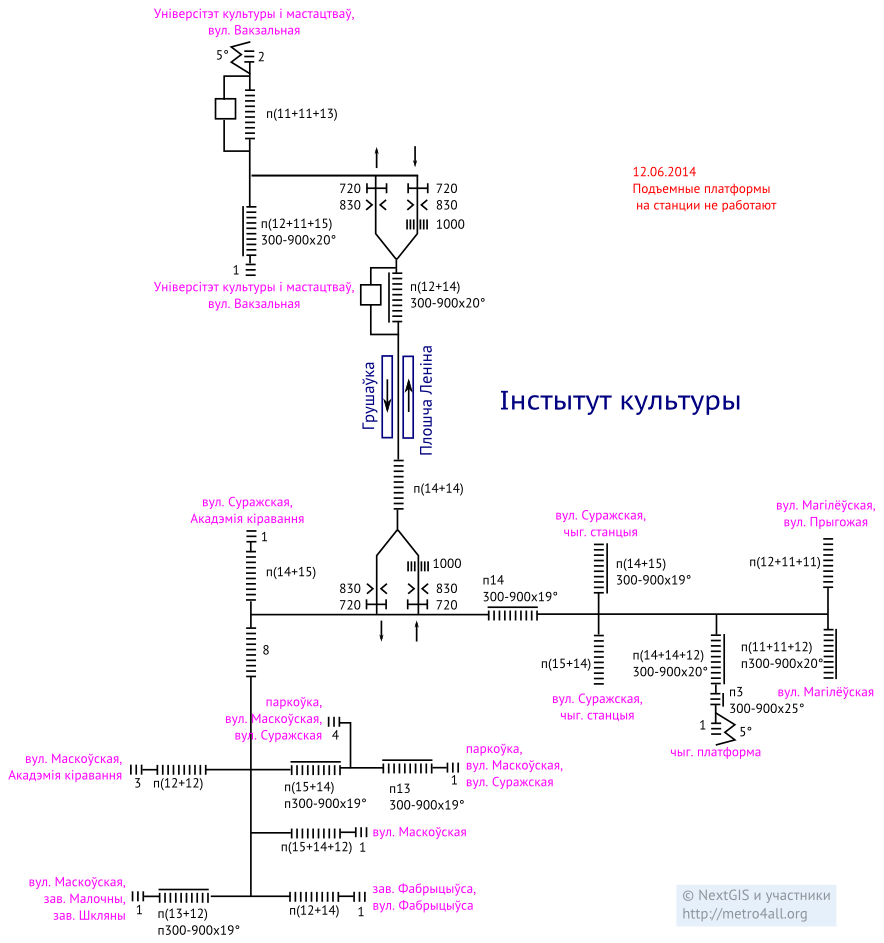 Універсітэт культуры і мастацтваў,
вул. Вакзальная
5°
2
п(11+11+13)
12.06.2014
Подъемные платформы
на станции не работают
720
720
830
830
1000
п(12+11+15)
300-900x20°
1
Універсітэт культуры і мастацтваў,
вул. Вакзальная
п(12+14)
300-900x20°
Грушаўка
Плошча Леніна
Інстытут культуры
п(14+14)
вул. Суражская,
Акадэмія кіравання
1
п(14+15)
1000
830
830
720
720
п14
300-900x19°
вул. Суражская,
чыг. станцыя
п(14+15)
300-900x19°
вул. Магілёўская,
вул. Прыгожая
п(12+11+11)
8
п(15+14)
вул. Суражская,
чыг. станцыя
п(14+14+12)
300-900x20°
п(11+11+12)
п300-900x20°
вул. Магілёўская
п3
300-900x25°
1
5°
чыг. платформа
паркоўка,
вул. Маскоўская,
вул. Суражская
4
вул. Маскоўская,
Акадэмія кіравання
3
п(12+12)
п(15+14)
п300-900x19°
п13
300-900x19°
1
паркоўка,
вул. Маскоўская,
вул. Суражская
п(15+14+12)
1
вул. Маскоўская
вул. Маскоўская,
зав. Малочны,
зав. Шкляны
1
п(13+12)
п300-900x19°
п(12+14)
1
зав. Фабрыцыўса,
вул. Фабрыцыўса
© NextGIS и участники
http://metro4all.org